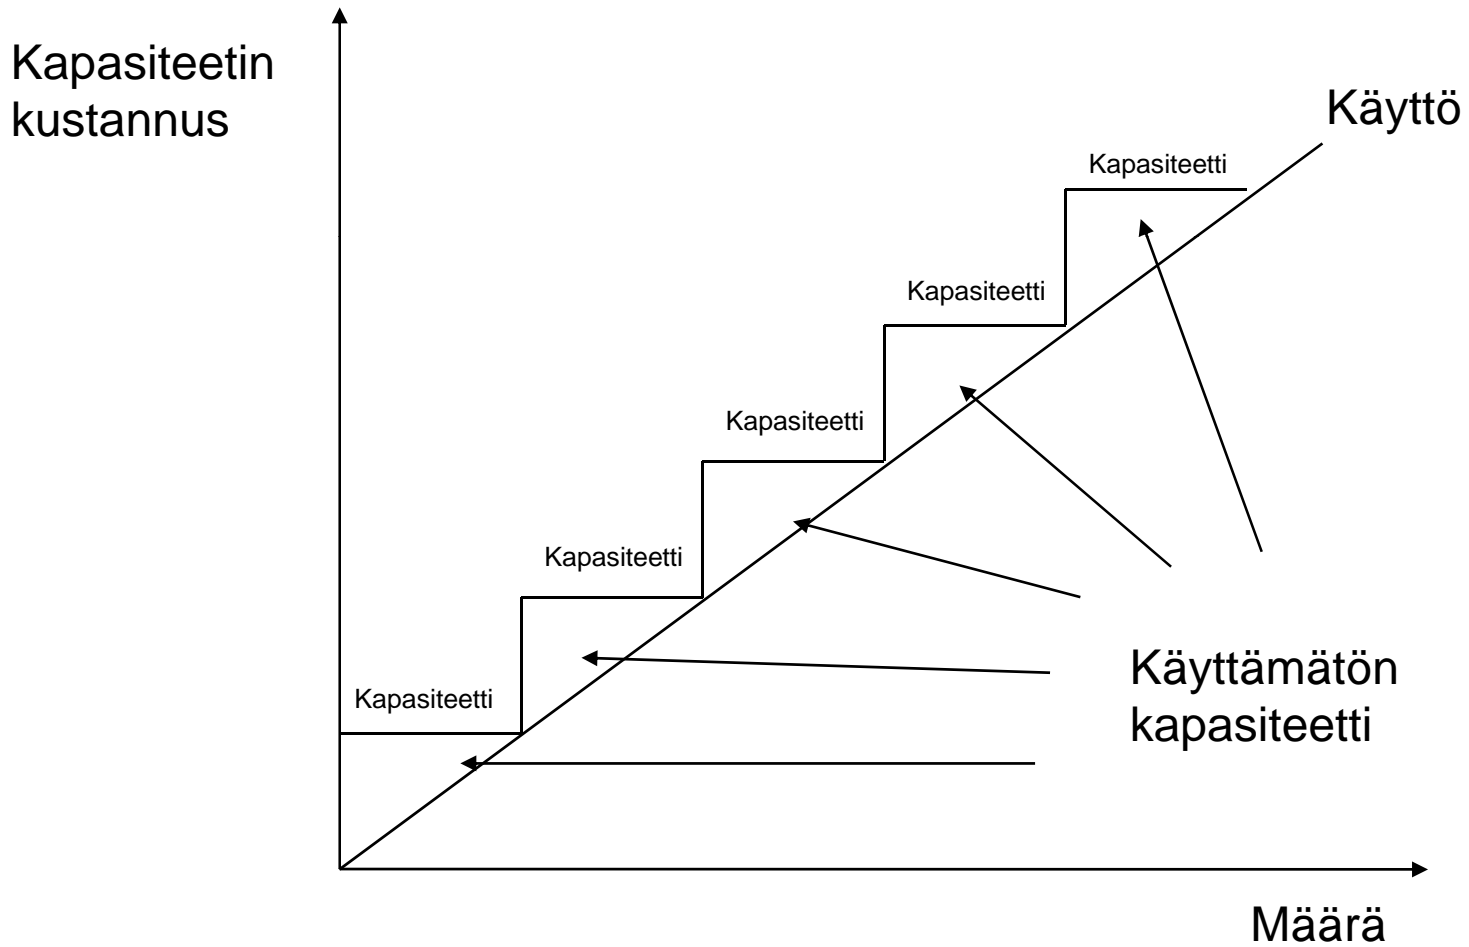 Kapasiteetin
kustannus
Käyttö
Kapasiteetti
Kapasiteetti
Kapasiteetti
Kapasiteetti
Kapasiteetti
Käyttämätön
kapasiteetti
Määrä